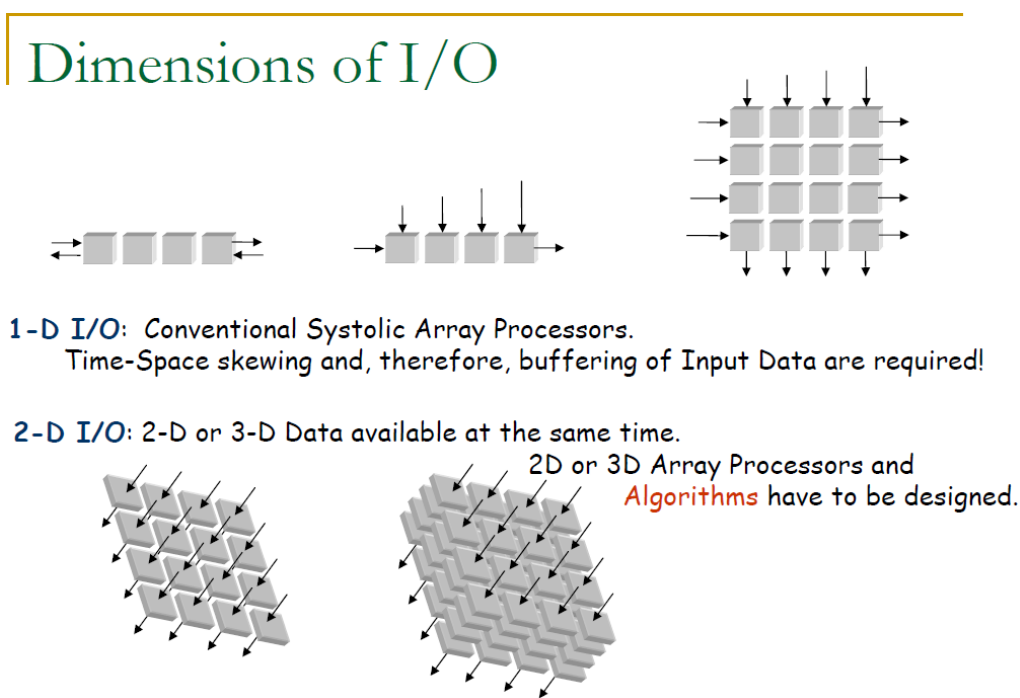 Dimensions of I/O
1-D I/O: Conventional Systolic Array Processors.
Time-Space skewing and, therefore, buffering of Input Data are required!
2-D I/O: 2-D or 3-D Data available at the same time.
2D or 3D Array Processors and
Algorithms have to be designed.